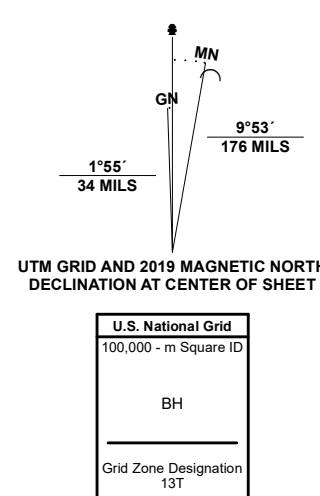 MN
GN
9°53´
176 MILS
1°55´
34 MILS
UTM GRID AND 2019 MAGNETIC NORTH
DECLINATION AT CENTER OF SHEET
U.S. National Grid
100,000 - m Square ID
BH
Grid Zone Designation
13T